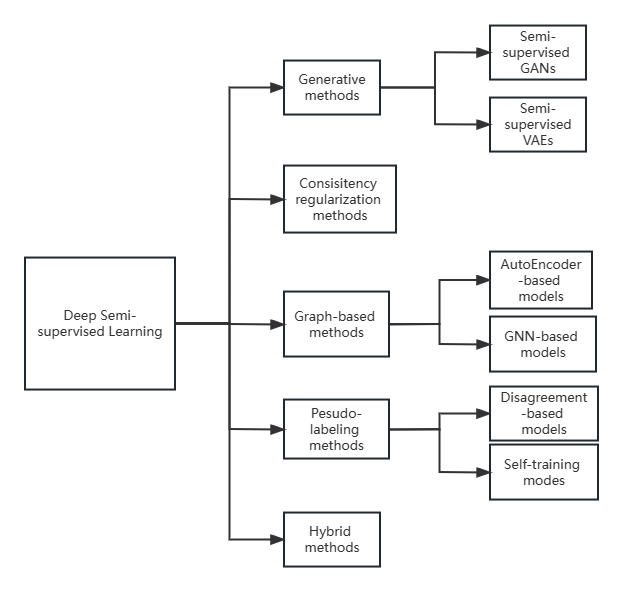 Semi-
supervised
GANs
Generative
methods
Semi-
supervised
VAEs
Consisitency
regularization
methods
AutoEncoder
-based
models
Deep Semi-
supervised Learning
Graph-based
methods
GNN-based
models
Disagreement
-based
models
Pesudo-
labeling
methods
Self-training
modes
Hybrid
methods